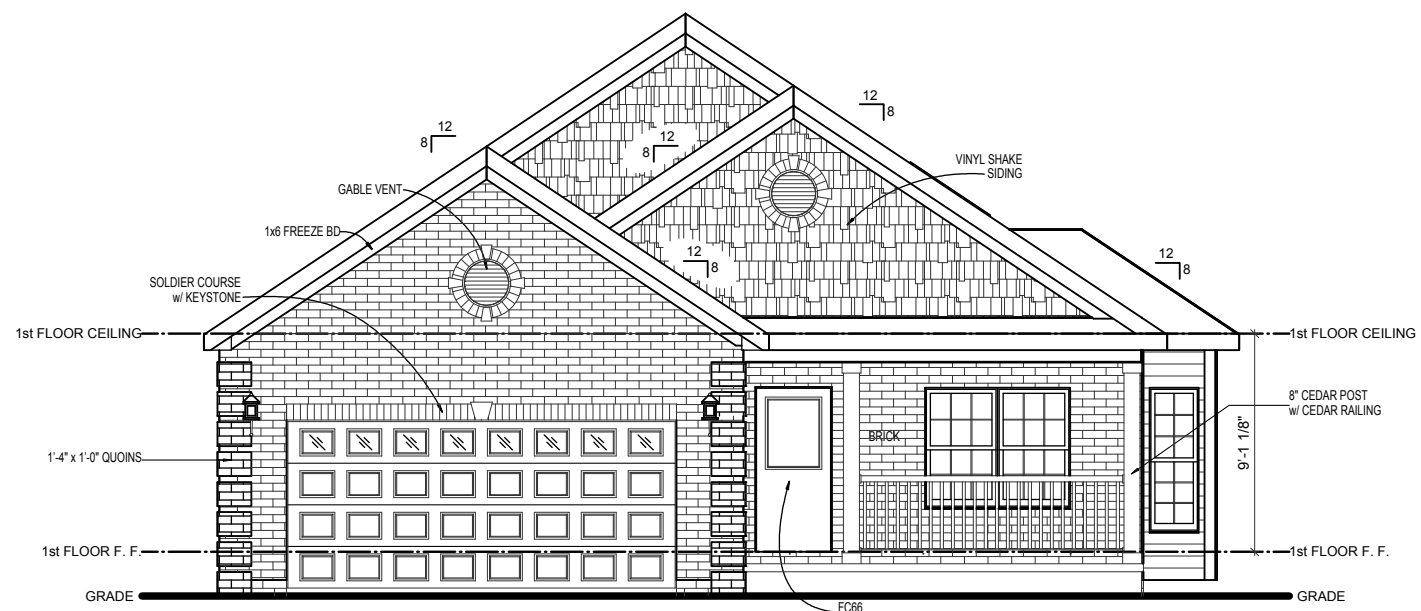 12
8
12
8
12
8
VINYL SHAKE
SIDING
GABLE VENT
1x6 FREEZE BD
12
8
12
8
SOLDIER COURSE
w/ KEYSTONE
1st FLOOR CEILING
1st FLOOR CEILING
8" CEDAR POST
w/ CEDAR RAILING
BRICK
9'-1 1/8"
1'-4" x 1'-0" QUOINS
1st FLOOR F. F.
1st FLOOR F. F.
GRADE
GRADE
EC66